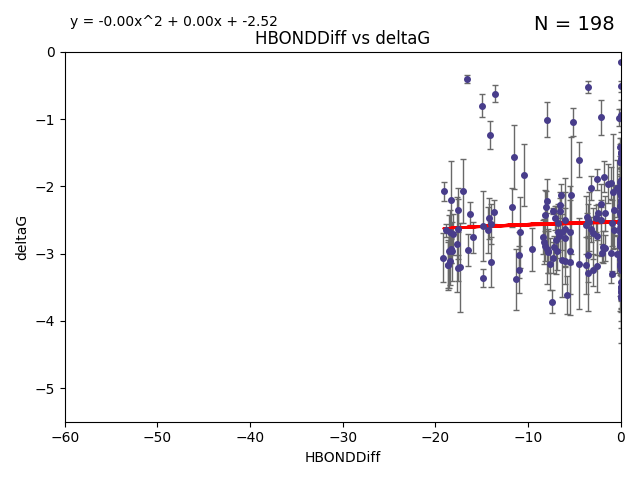 y = -0.00x^2 + 0.00x + -2.52
N = 198
HBONDDiff vs deltaG
deltaG
0
−1
−2
−3
−4
−5
−60
−50
−40
−30
−20
−10
0
HBONDDiff